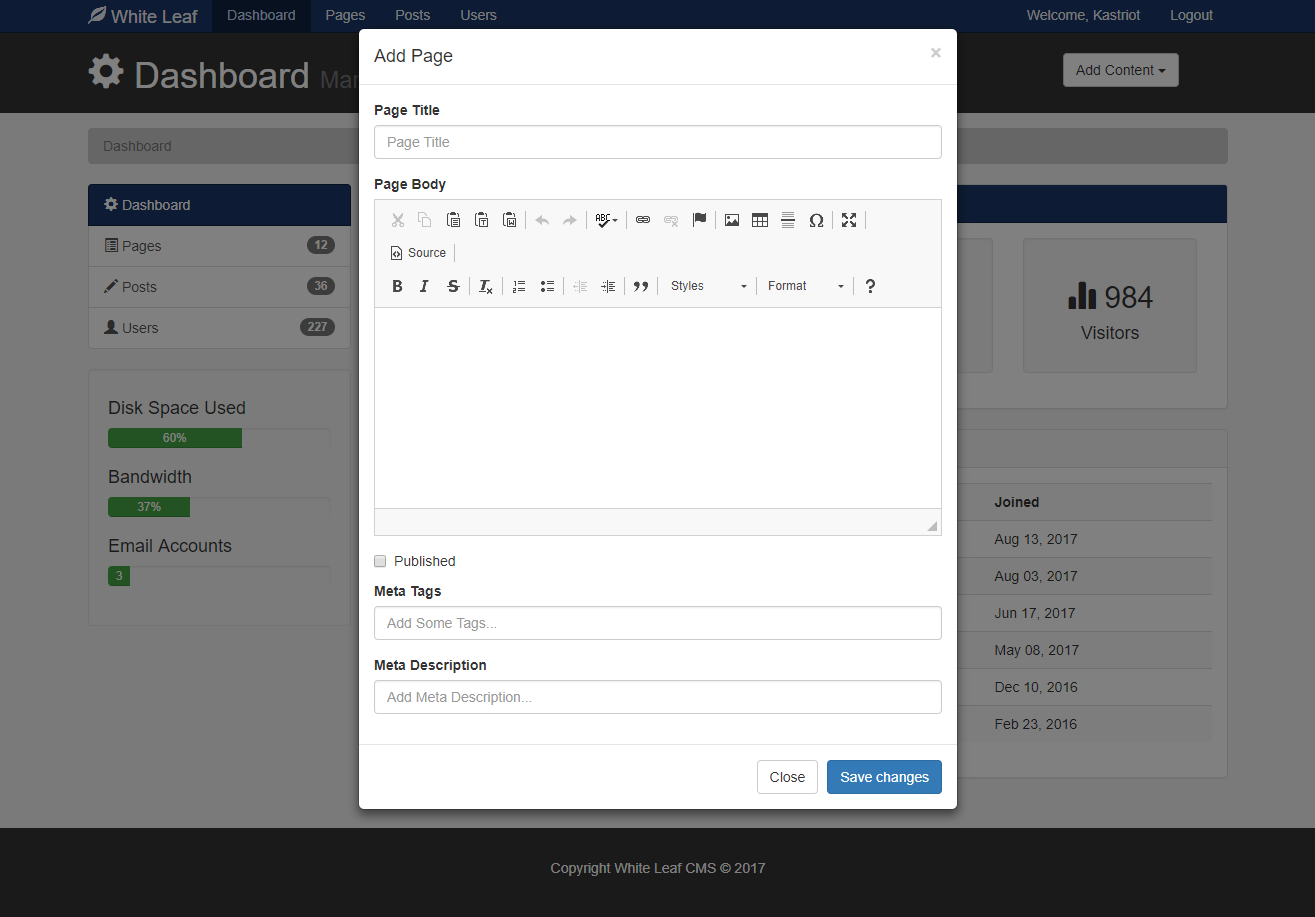 White Leaf Dashboard Pages Posts Users Welcome, Kastriot Logout
Dashboard Add Content
Dashboard
Dashboard
Pages 12
Posts 36
Users 227
Disk Space Used
60%
Bandwidth
37%
Email Accounts
3
Add Page ×
Page Title
Page Title
Page Body
ABC
Source
B I S Tx Styles Format ?
Published
Meta Tags
Add Some Tags...
Meta Description
Add Meta Description...
Close Save changes
984
Visitors
Joined
Aug 13, 2017
Aug 03, 2017
Jun 17, 2017
May 08, 2017
Dec 10, 2016
Feb 23, 2016
Copyright White Leaf CMS © 2017